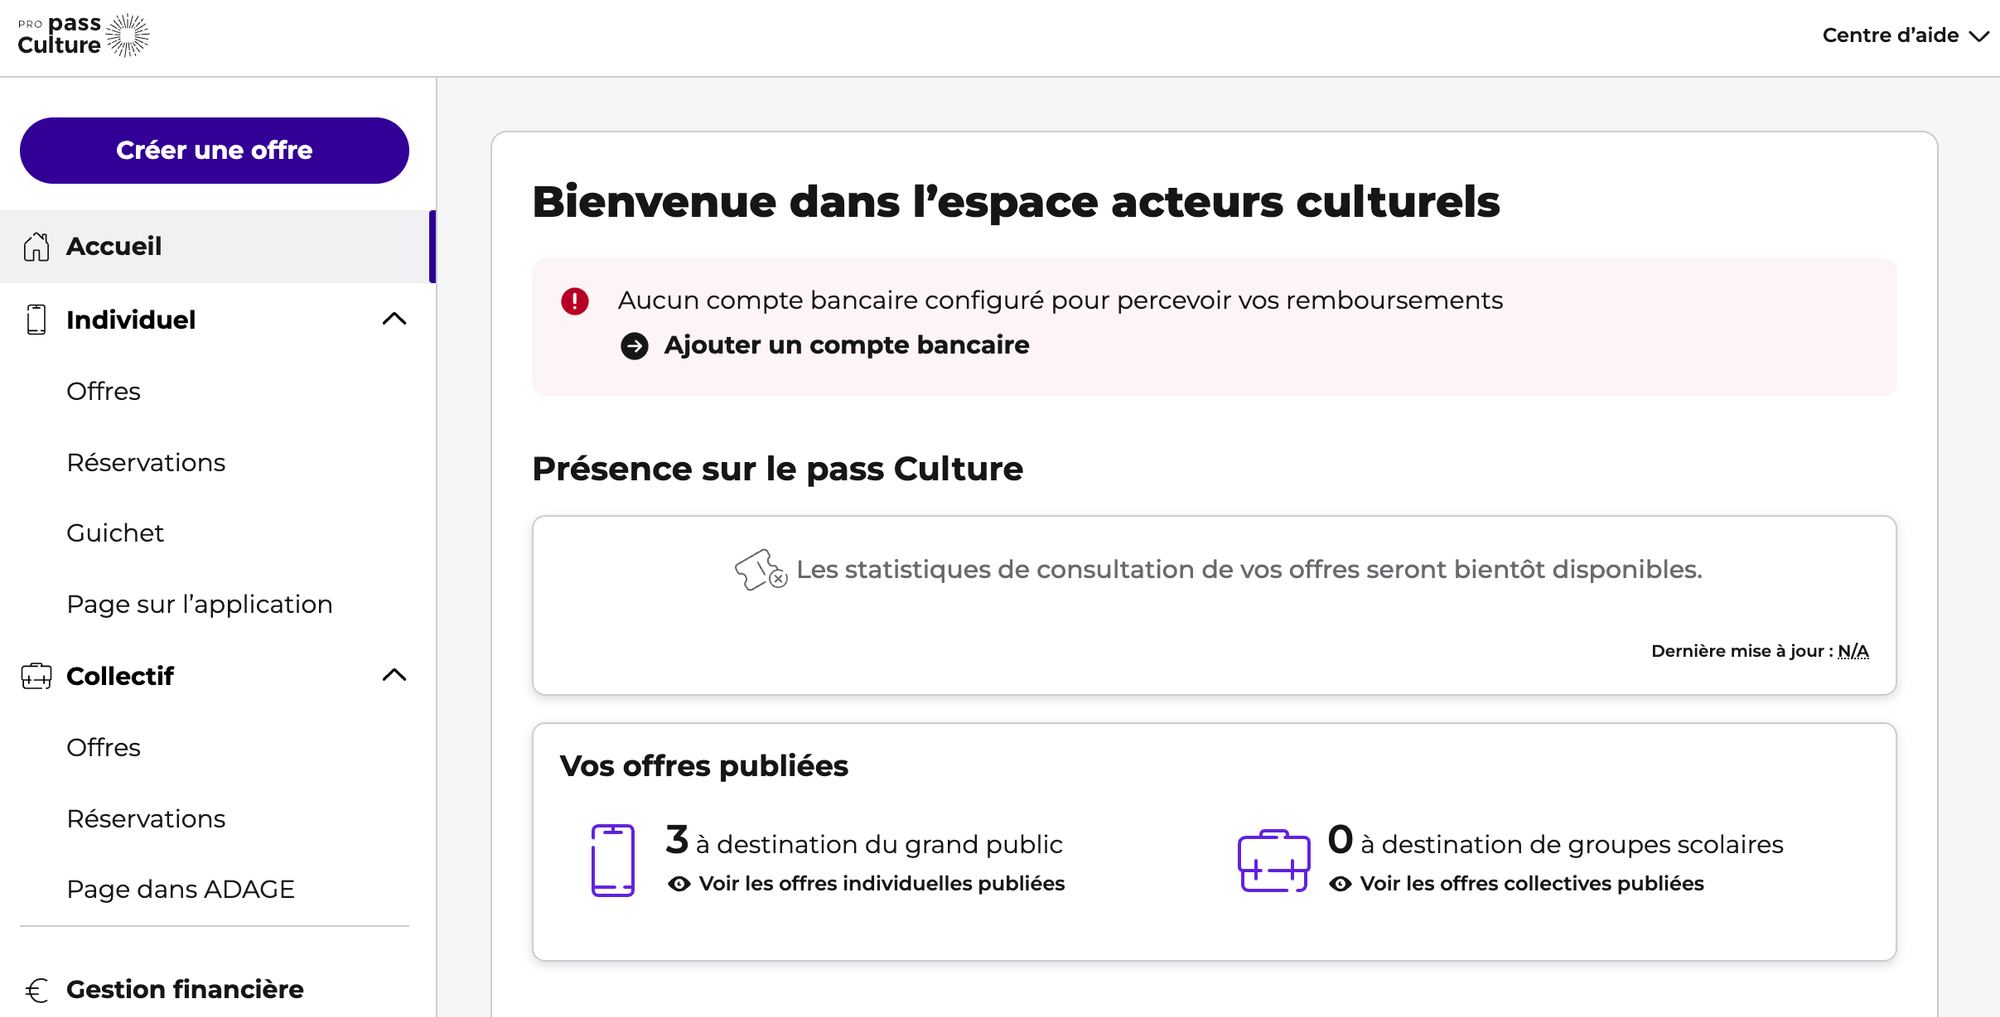 PRO pass
Culture
Centre d’aide
Créer une offre
Accueil
Individuel
Offres
Réservations
Guichet
Page sur l’application
Collectif
Offres
Réservations
Page dans ADAGE
Gestion financière
Bienvenue dans l’espace acteurs culturels
Aucun compte bancaire configuré pour percevoir vos remboursements
Ajouter un compte bancaire
Présence sur le pass Culture
Les statistiques de consultation de vos offres seront bientôt disponibles.
Dernière mise à jour : N/A
Vos offres publiées
3 à destination du grand public
Voir les offres individuelles publiées
0 à destination de groupes scolaires
Voir les offres collectives publiées